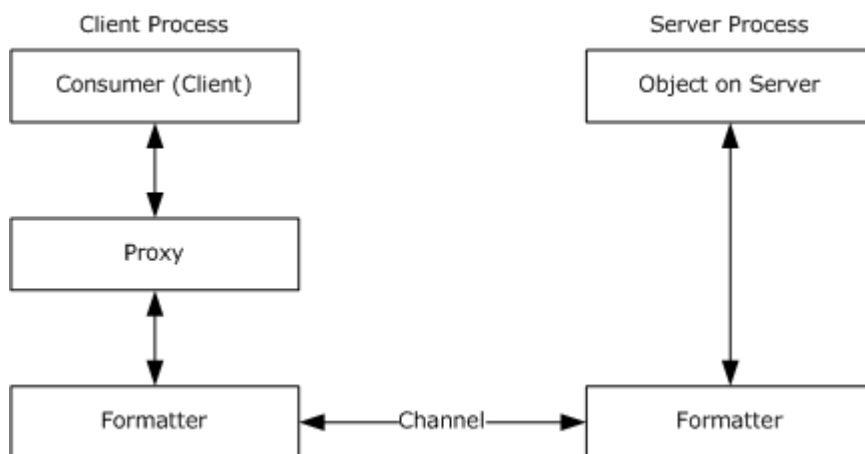 Client Process
Server Process
Consumer (Client)
Object on Server
Proxy
Formatter
Channel
Formatter